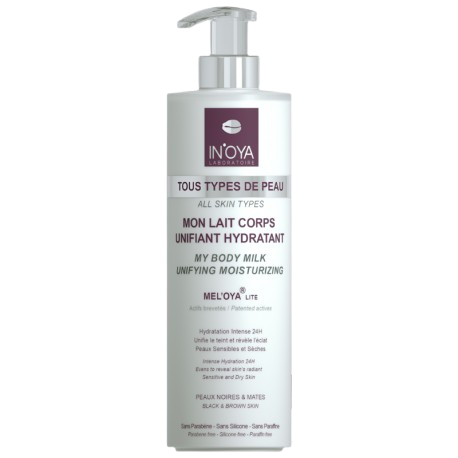 IN'OYA
LABORATOIRE
TOUS TYPES DE PEAU
ALL SKIN TYPES
MON LAIT CORPS
UNIFIANT HYDRATANT
MY BODY MILK
UNIFYING MOISTURIZING
MEL'OYA® LITE
Actifs brevetés / Patented actives
Hydratation Intense 24H
Unifie le teint et révèle l'éclat
Peaux Sensibles et Sèches
Intense Hydration 24H
Evens to reveal skin's radiant
Sensitive and Dry Skin
PEAUX NOIRES & MATES
BLACK & BROWN SKIN
Sans Parabène - Sans Silicone - Sans Paraffine
Parabens-free - Silicone-free - Paraffin-free